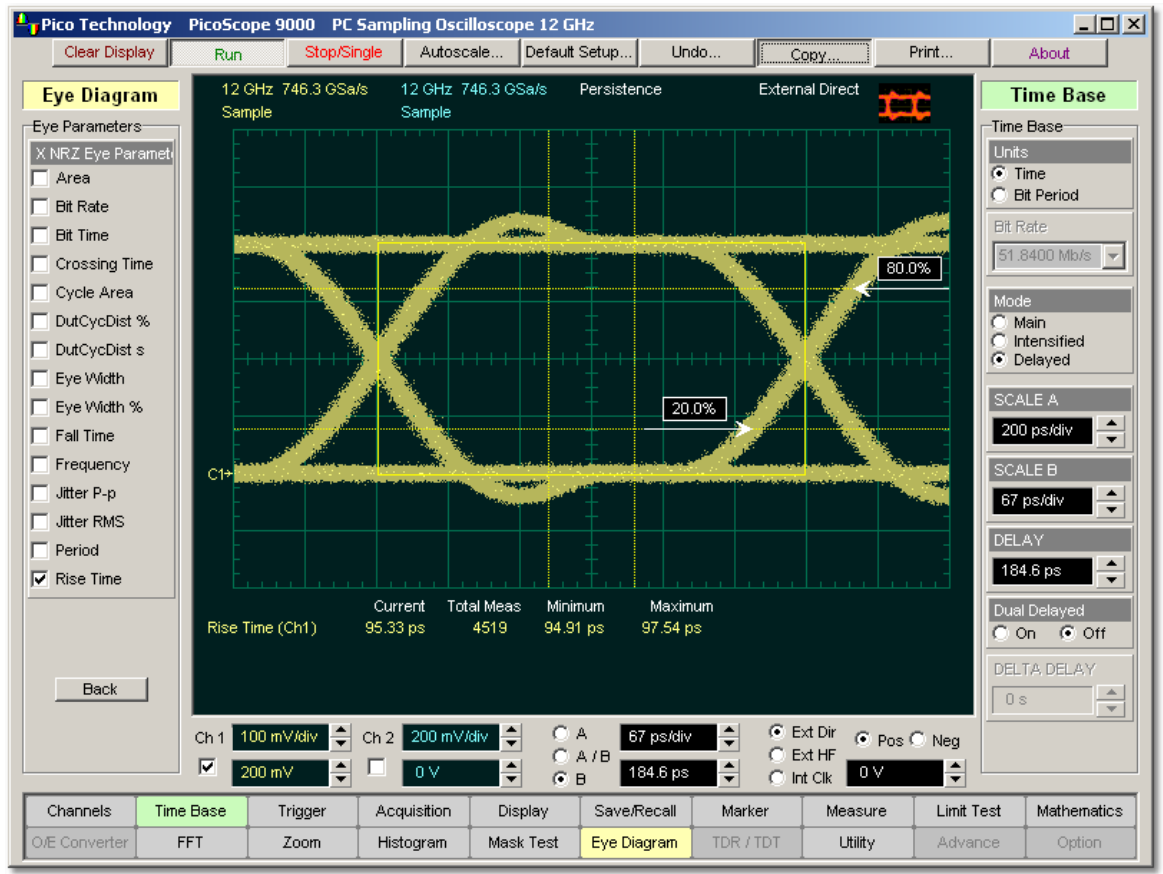 Pico Technology PicoScope 9000 PC Sampling Oscilloscope 12 GHz
Clear Display Run Stop/Single Autoscale... Default Setup... Undo... Copy... Print... About
Eye Diagram
Eye Parameters
X NRZ Eye Paramet
Area
Bit Rate
Bit Time
Crossing Time
Cycle Area
DutCycDist %
DutCycDist s
Eye Width
Eye Width %
Fall Time
Frequency
Jitter P-p
Jitter RMS
Period
Rise Time
Back
12 GHz 746.3 GSa/s 12 GHz 746.3 GSa/s Persistence External Direct
Sample Sample
80.0%
20.0%
C1
Current Total Meas Minimum Maximum
Rise Time (Ch1) 95.33 ps 4519 94.91 ps 97.54 ps
Time Base
Time Base
Units
Time
Bit Period
Bit Rate
51.8400 Mb/s
Mode
Main
Intensified
Delayed
SCALE A
200 ps/div
SCALE B
67 ps/div
DELAY
184.6 ps
Dual Delayed
On Off
DELTA DELAY
0 s
Ch 1 100 mV/div Ch 2 200 mV/div A 67 ps/div Ext Dir Pos Neg
A / B Ext HF
200 mV 0 V B 184.6 ps Int Clk 0 V
Channels Time Base Trigger Acquisition Display Save/Recall Marker Measure Limit Test Mathematics
O/E Converter FFT Zoom Histogram Mask Test Eye Diagram TDR / TDT Utility Advance Option